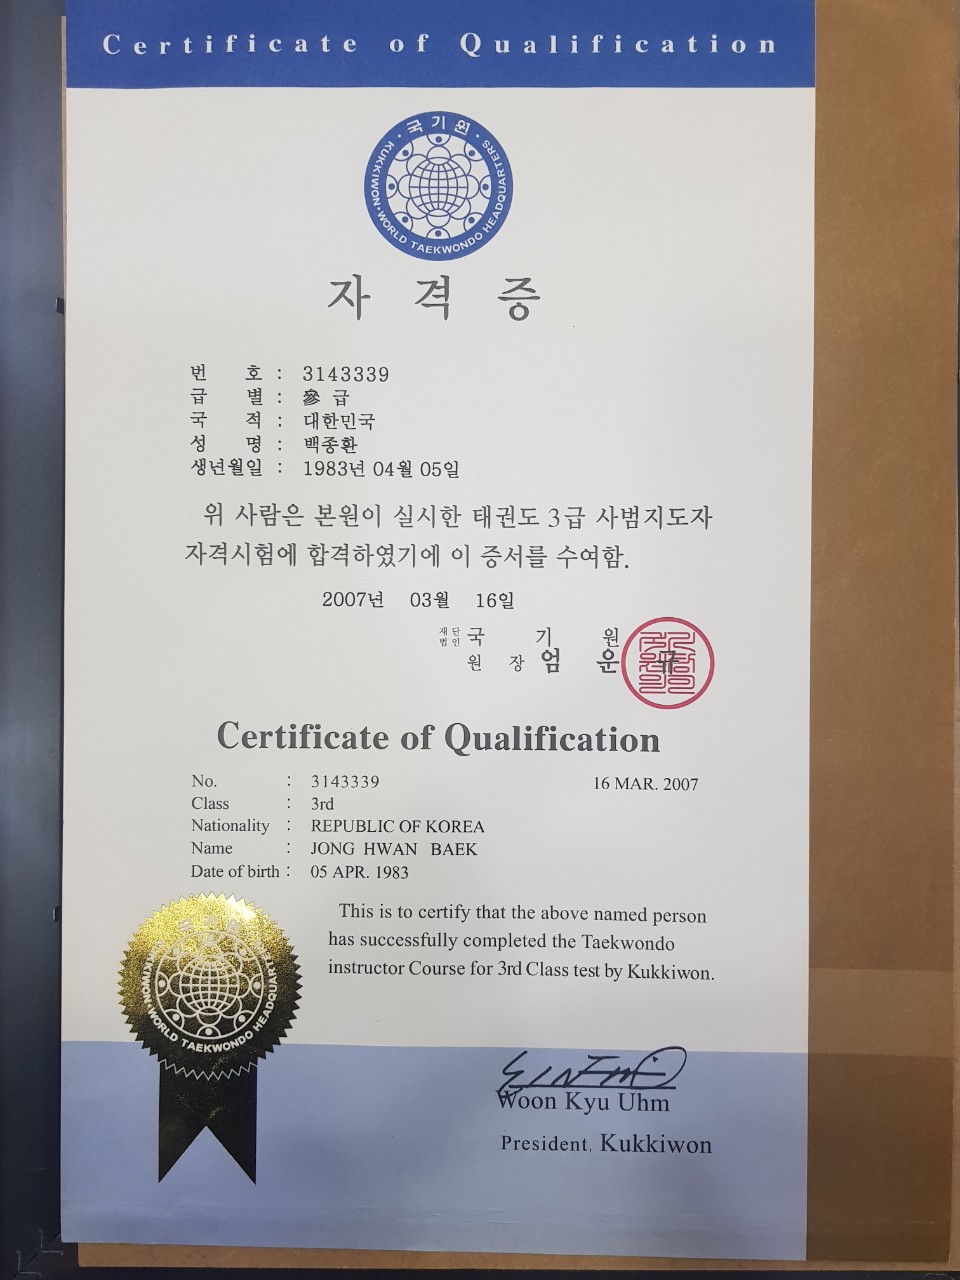 Certificate of Qualification
국기원
KUKKIWON · WORLD TAEKWONDO HEADQUARTERS
자 격 증
번 호 : 3143339
급 별 : 參 급
국 적 : 대한민국
성 명 : 백종환
생년월일 : 1983년 04월 05일
위 사람은 본원이 실시한 태권도 3급 사범지도자
자격시험에 합격하였기에 이 증서를 수여함.
2007년 03월 16일
재단법인 국 기 원
원 장 엄 운 규
Certificate of Qualification
No. : 3143339 16 MAR. 2007
Class : 3rd
Nationality : REPUBLIC OF KOREA
Name : JONG HWAN BAEK
Date of birth : 05 APR. 1983
This is to certify that the above named person
has successfully completed the Taekwondo
instructor Course for 3rd Class test by Kukkiwon.
국기원
KUKKIWON · WORLD TAEKWONDO HEADQUARTERS
Woon Kyu Uhm
President, Kukkiwon